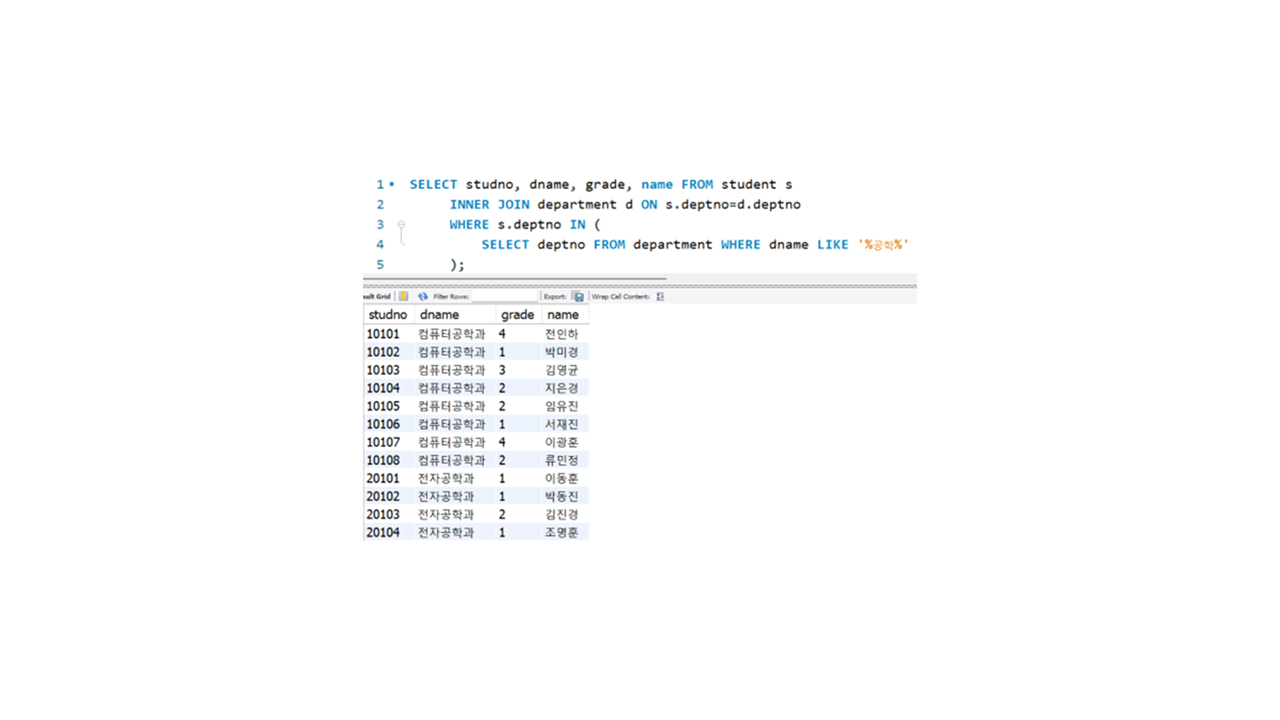 1 SELECT studno, dname, grade, name FROM student s
2 INNER JOIN department d ON s.deptno=d.deptno
3 WHERE s.deptno IN (
4 SELECT deptno FROM department WHERE dname LIKE '%공학%'
5 );
sult Grid Filter Rows: Export: Wrap Cell Content:
studno dname grade name
10101 컴퓨터공학과 4 전인하
10102 컴퓨터공학과 1 박미경
10103 컴퓨터공학과 3 김영균
10104 컴퓨터공학과 2 지은경
10105 컴퓨터공학과 2 임유진
10106 컴퓨터공학과 1 서재진
10107 컴퓨터공학과 4 이광훈
10108 컴퓨터공학과 2 류민정
20101 전자공학과 1 이동훈
20102 전자공학과 1 박동진
20103 전자공학과 2 김진경
20104 전자공학과 1 조명훈